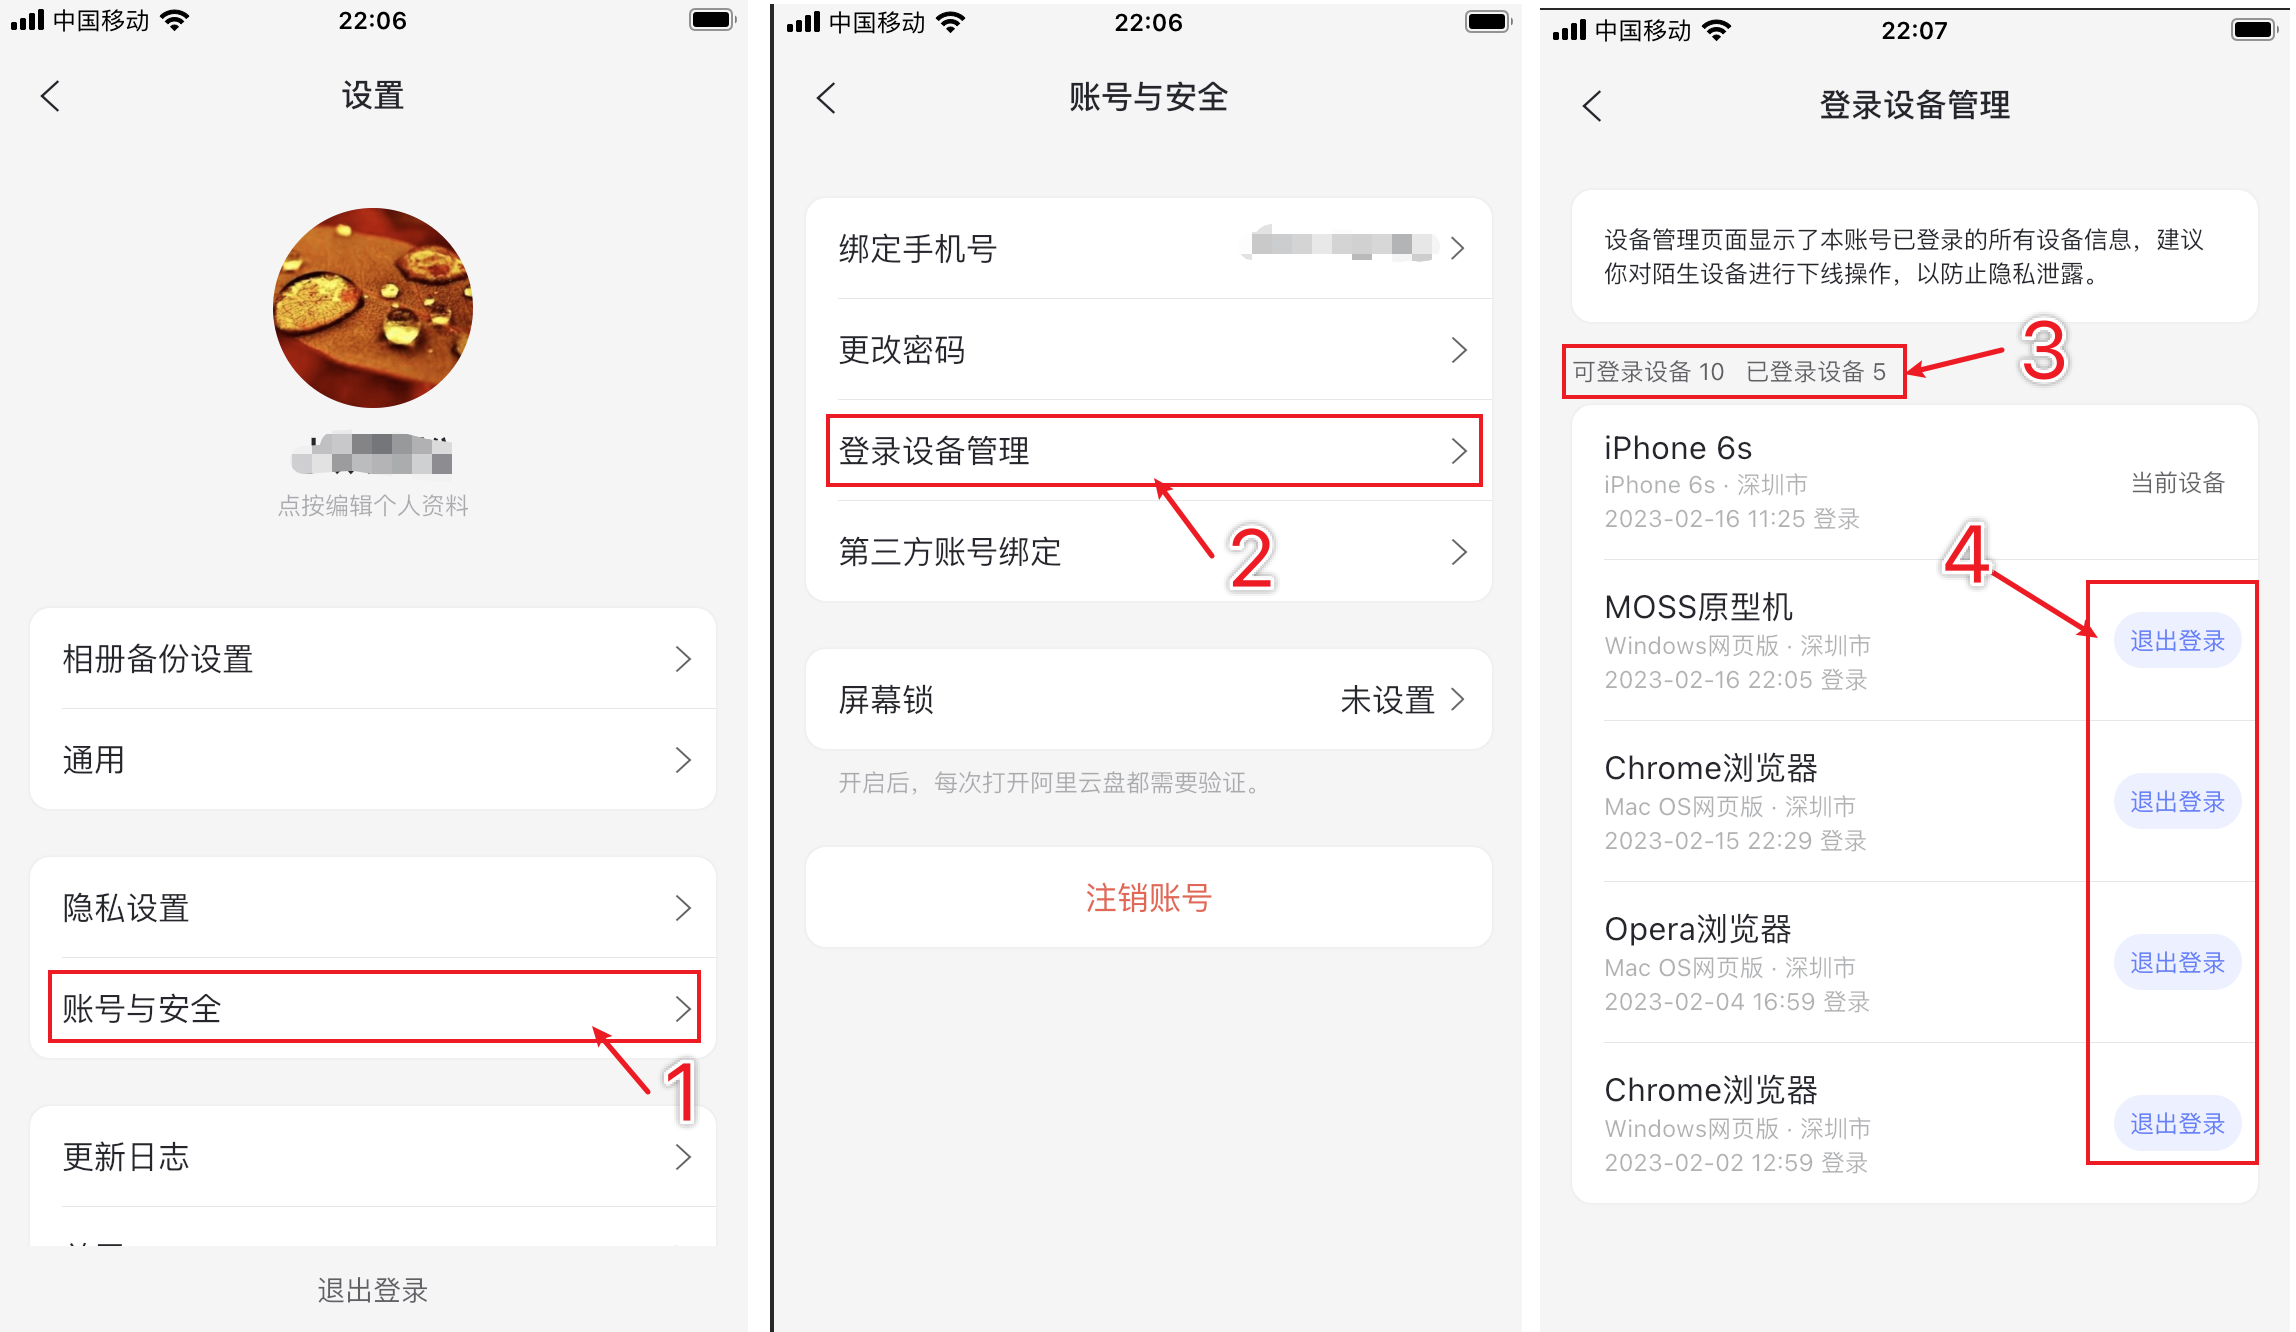 中国移动
22:06
设置
点按编辑个人资料
相册备份设置
通用
隐私设置
账号与安全
1
更新日志
退出登录
中国移动
22:06
账号与安全
绑定手机号
更改密码
登录设备管理
2
第三方账号绑定
屏幕锁
未设置
开启后，每次打开阿里云盘都需要验证。
注销账号
中国移动
22:07
登录设备管理
设备管理页面显示了本账号已登录的所有设备信息，建议
你对陌生设备进行下线操作，以防止隐私泄露。
可登录设备 10 已登录设备 5
3
iPhone 6s
iPhone 6s · 深圳市
2023-02-16 11:25 登录
当前设备
4
MOSS原型机
Windows网页版 · 深圳市
2023-02-16 22:05 登录
退出登录
Chrome浏览器
Mac OS网页版 · 深圳市
2023-02-15 22:29 登录
退出登录
Opera浏览器
Mac OS网页版 · 深圳市
2023-02-04 16:59 登录
退出登录
Chrome浏览器
Windows网页版 · 深圳市
2023-02-02 12:59 登录
退出登录